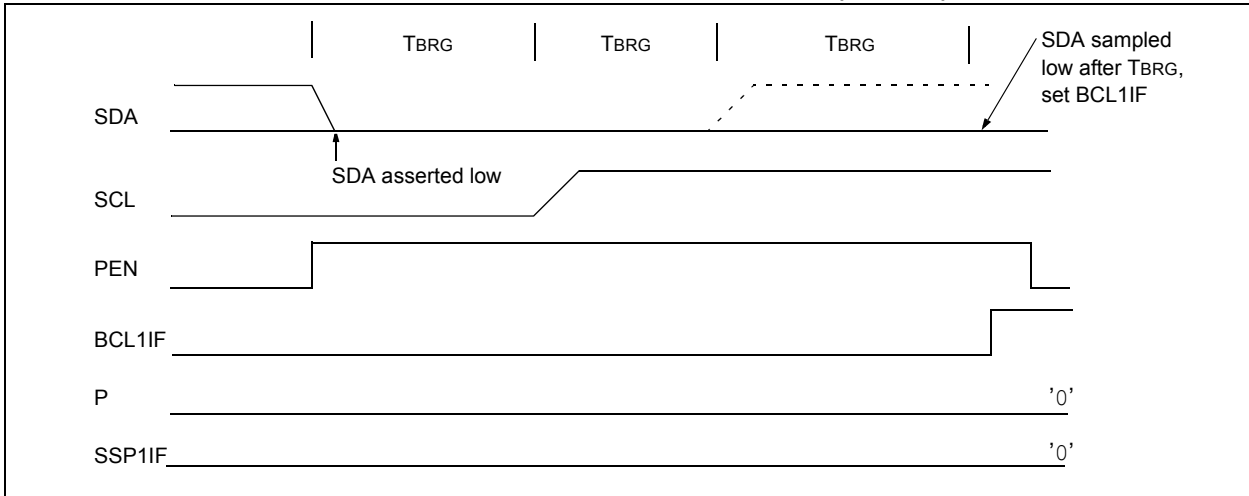 TBRG TBRG TBRG
SDA sampled
low after TBRG,
set BCL1IF
SDA
SDA asserted low
SCL
PEN
BCL1IF
P '0'
SSP1IF '0'